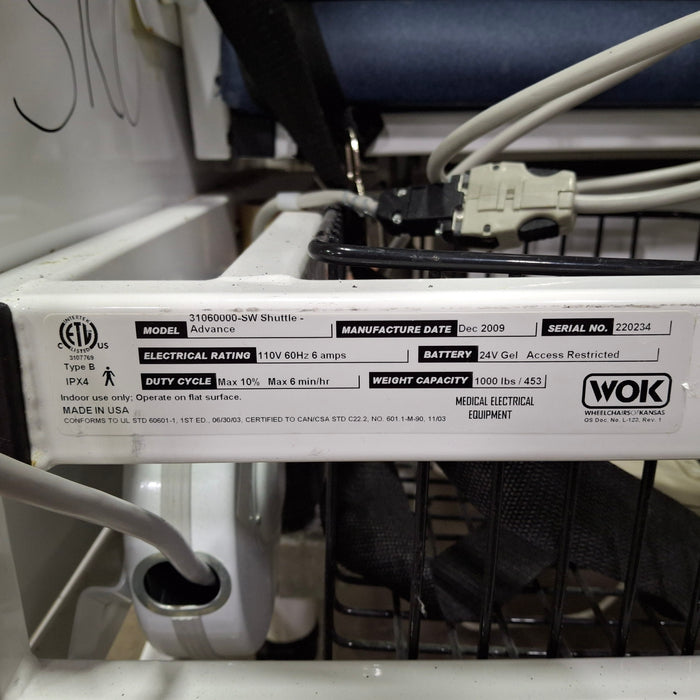 INTERTEK
ETL
LISTED
C US
3107769
Type B
IPX4
MODEL 31060000-SW Shuttle - Advance
MANUFACTURE DATE Dec 2009
SERIAL NO. 220234
ELECTRICAL RATING 110V 60Hz 6 amps
BATTERY 24V Gel Access Restricted
DUTY CYCLE Max 10% Max 6 min/hr
WEIGHT CAPACITY 1000 lbs / 453
Indoor use only; Operate on flat surface.
MADE IN USA
CONFORMS TO UL STD 60601-1, 1ST ED., 06/30/03, CERTIFIED TO CAN/CSA STD C22.2, NO. 601.1-M-90, 11/03
MEDICAL ELECTRICAL
EQUIPMENT
WOK
WHEELCHAIRS OF KANSAS
QS Doc. No. L-122, Rev. 1